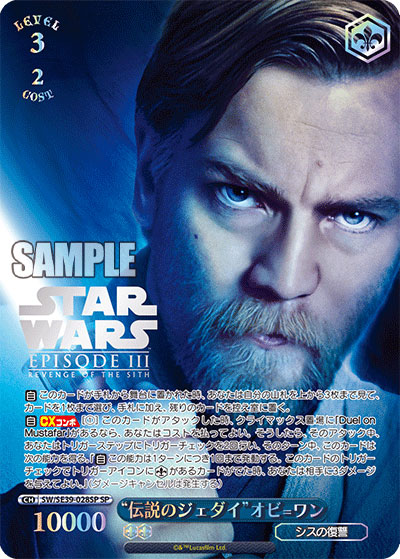 LEVEL
3
2
COST
SAMPLE
STAR
WARS
EPISODE III
REVENGE OF THE SITH
自 このカードが手札から舞台に置かれた時、あなたは自分の山札を上から3枚まで見て、
カードを1枚まで選び、手札に加え、残りのカードを控え室に置く。
自 CXコンボ [(1)] このカードがアタックした時、クライマックス置場に「Duel on
Mustafar」があるなら、あなたはコストを払ってよい。そうしたら、そのアタック中、
あなたはトリガーステップにトリガーチェックを2回行い、そのターン中、このカードは
次の能力を得る。『自 この能力は1ターンにつき1回まで発動する。このカードのトリガー
チェックでトリガーアイコンにがあるカードがでた時、あなたは相手に3ダメージ
を与えてよい。』(ダメージキャンセルは発生する)
CH SW/SE39-028SP SP
10000
“伝説のジェダイ”オビ=ワン
シスの復讐
©&™Lucasfilm Ltd.